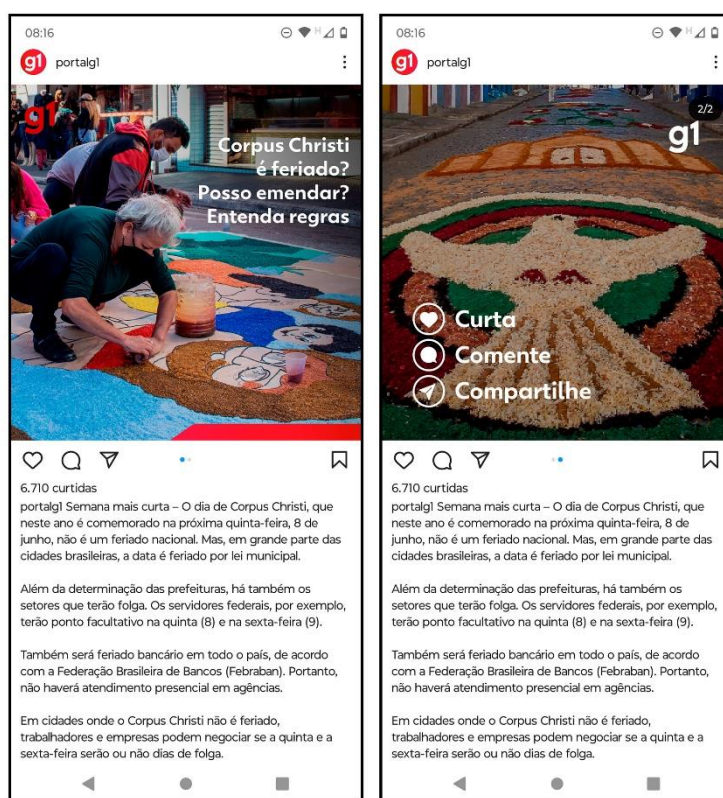 08:16
g1 portalg1
g1
Corpus Christi
é feriado?
Posso emendar?
Entenda regras
6.710 curtidas
portalg1 Semana mais curta – O dia de Corpus Christi, que
neste ano é comemorado na próxima quinta-feira, 8 de
junho, não é um feriado nacional. Mas, em grande parte das
cidades brasileiras, a data é feriado por lei municipal.
Além da determinação das prefeituras, há também os
setores que terão folga. Os servidores federais, por exemplo,
terão ponto facultativo na quinta (8) e na sexta-feira (9).
Também será feriado bancário em todo o país, de acordo
com a Federação Brasileira de Bancos (Febraban). Portanto,
não haverá atendimento presencial em agências.
Em cidades onde o Corpus Christi não é feriado,
trabalhadores e empresas podem negociar se a quinta e a
sexta-feira serão ou não dias de folga.
08:16
H
g1 portalg1
2/2
g1
Curta
Comente
Compartilhe
6.710 curtidas
portalg1 Semana mais curta – O dia de Corpus Christi, que
neste ano é comemorado na próxima quinta-feira, 8 de
junho, não é um feriado nacional. Mas, em grande parte das
cidades brasileiras, a data é feriado por lei municipal.
Além da determinação das prefeituras, há também os
setores que terão folga. Os servidores federais, por exemplo,
terão ponto facultativo na quinta (8) e na sexta-feira (9).
Também será feriado bancário em todo o país, de acordo
com a Federação Brasileira de Bancos (Febraban). Portanto,
não haverá atendimento presencial em agências.
Em cidades onde o Corpus Christi não é feriado,
trabalhadores e empresas podem negociar se a quinta e a
sexta-feira serão ou não dias de folga.